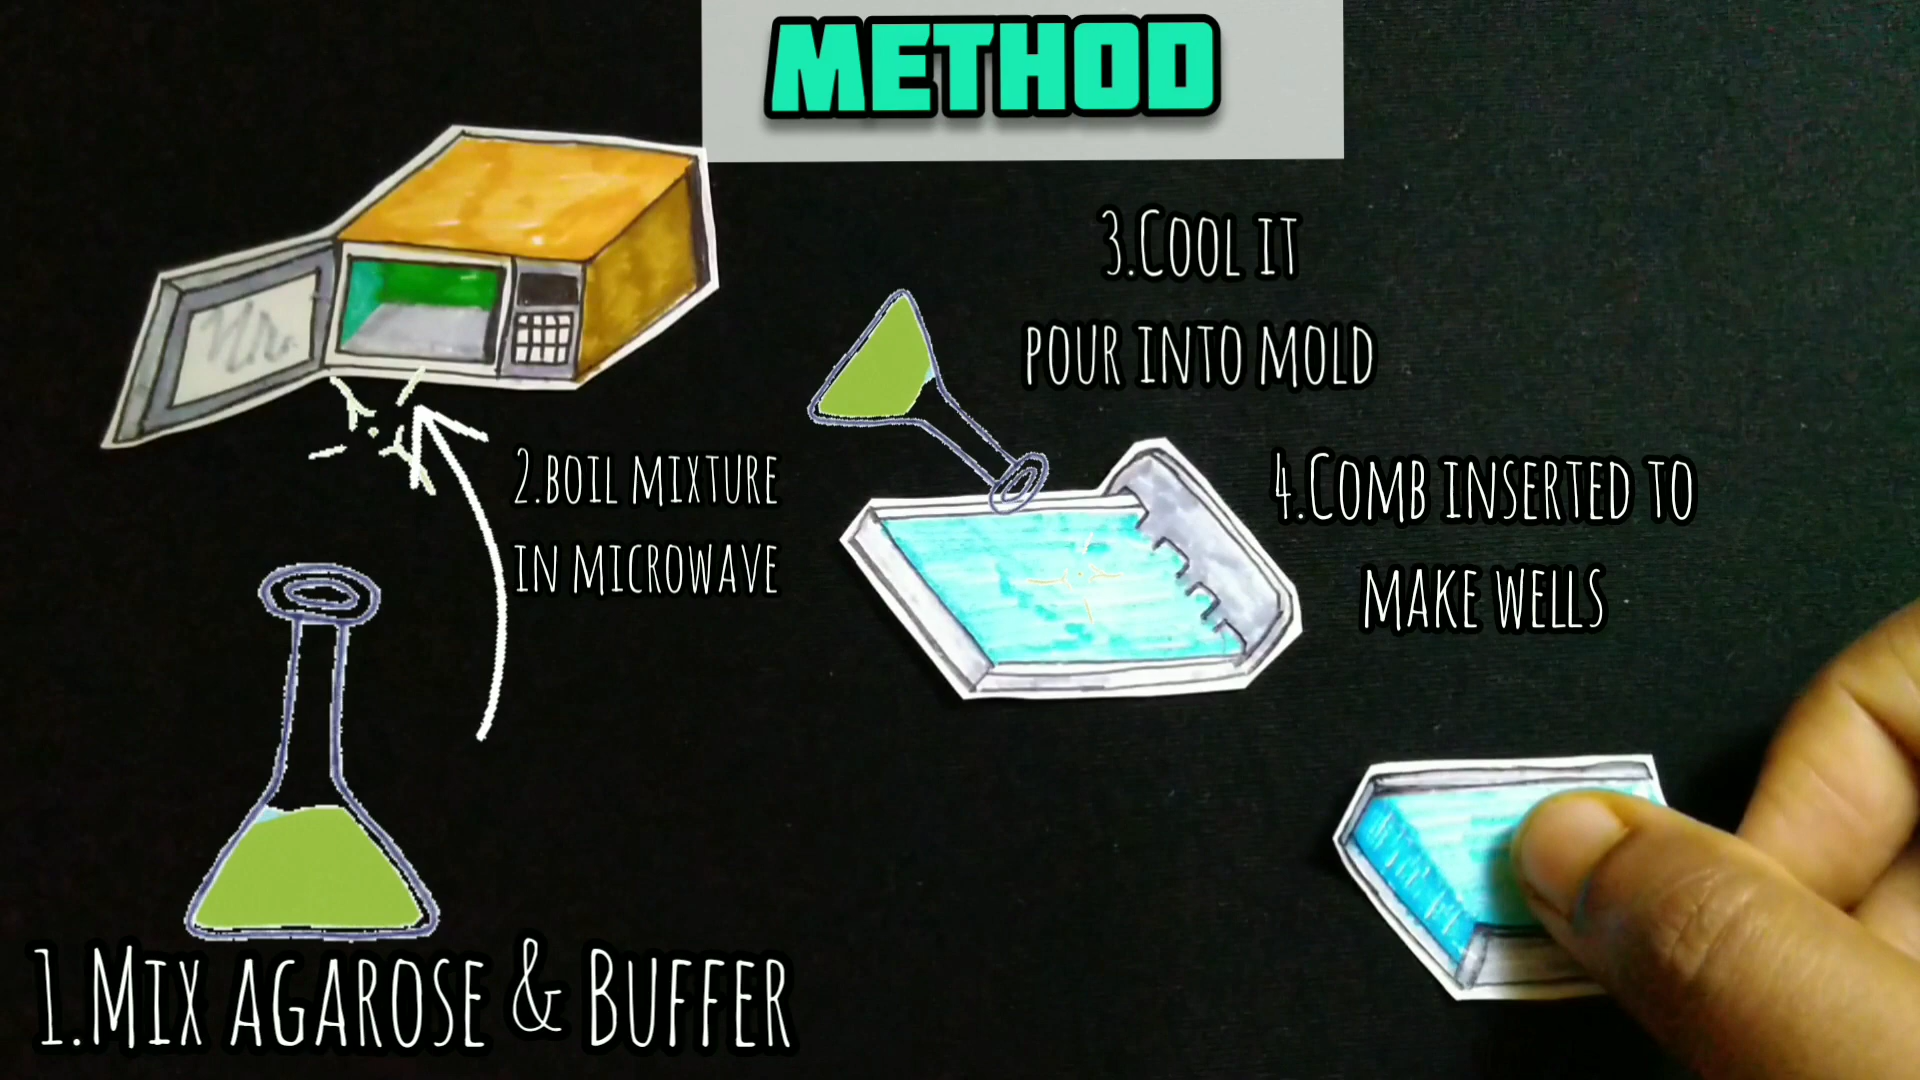 METHOD
1.Mix agarose & Buffer
2.boil mixture
in microwave
3.Cool it
pour into mold
4.Comb inserted to
make wells